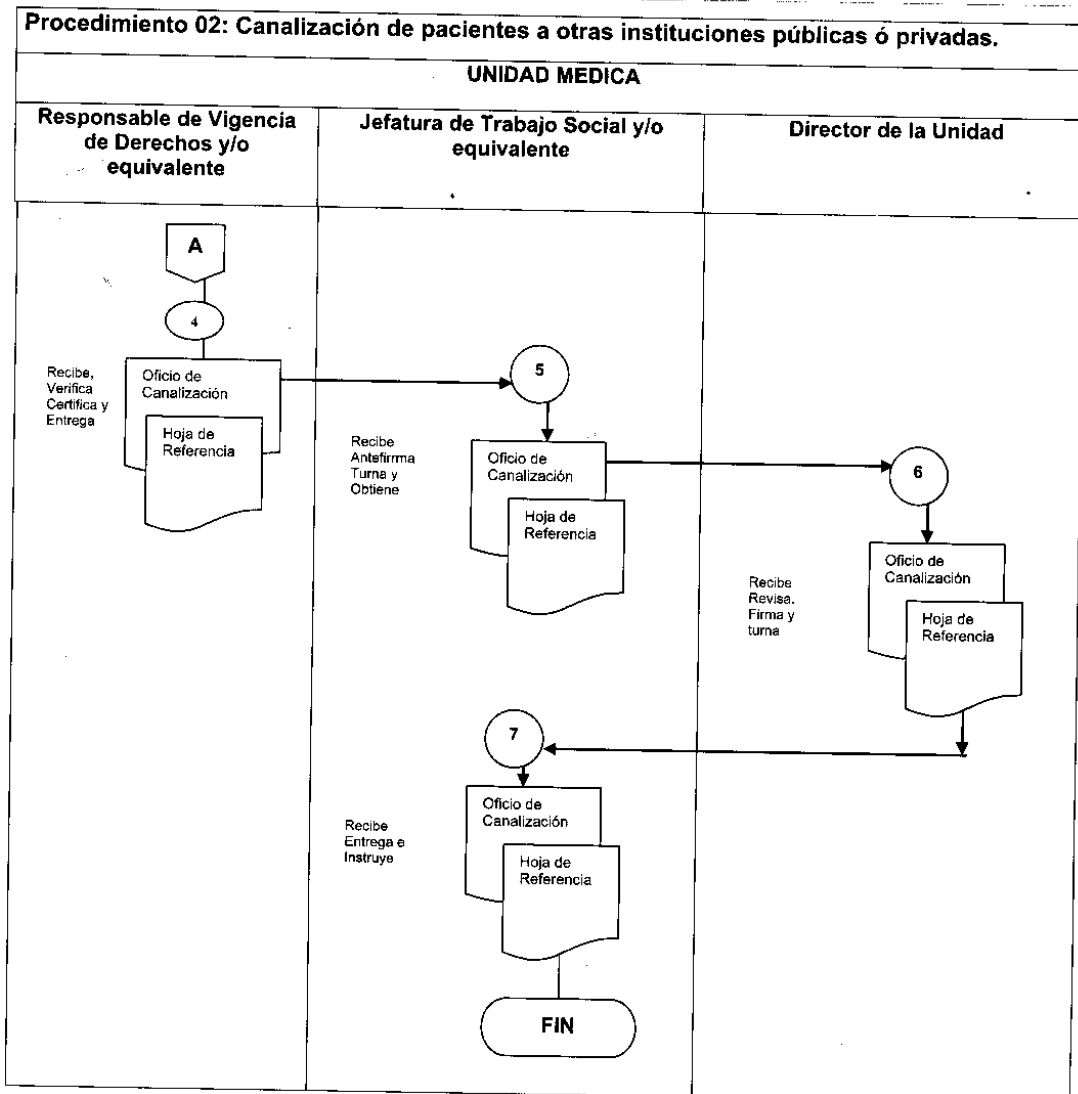 Procedimiento 02: Canalización de pacientes a otras instituciones públicas ó privadas.
UNIDAD MEDICA
Responsable de Vigencia
de Derechos y/o
equivalente
Jefatura de Trabajo Social y/o
equivalente
Director de la Unidad
A
4
Recibe,
Verifica
Certifica y
Entrega
Oficio de
Canalización
Hoja de
Referencia
5
Recibe
Antefirrma
Turna y
Obtiene
Oficio de
Canalización
Hoja de
Referencia
6
Recibe
Revisa.
Firma y
turna
Oficio de
Canalización
Hoja de
Referencia
7
Recibe
Entrega e
Instruye
Oficio de
Canalización
Hoja de
Referencia
FIN